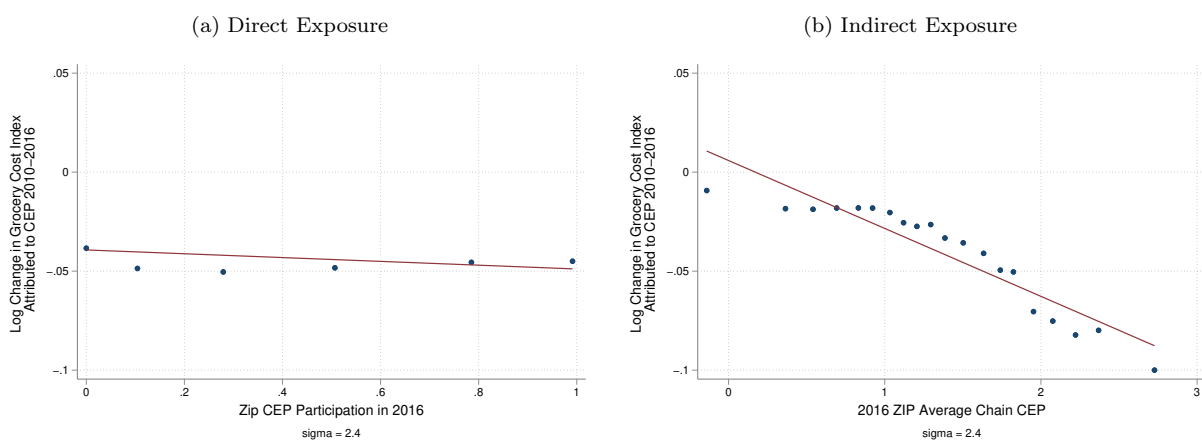 (a) Direct Exposure
Log Change in Grocery Cost Index
Attributed to CEP 2010−2016
.05
0
−.05
−.1
0 .2 .4 .6 .8 1
Zip CEP Participation in 2016
sigma = 2.4
(b) Indirect Exposure
Log Change in Grocery Cost Index
Attributed to CEP 2010−2016
.05
0
−.05
−.1
0 1 2 3
2016 ZIP Average Chain CEP
sigma = 2.4